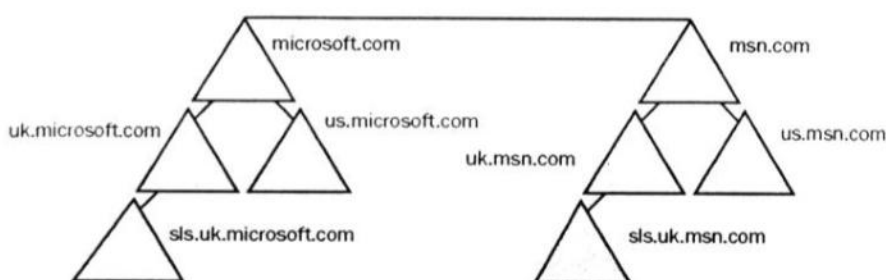 microsoft.com
msn.com
uk.microsoft.com
us.microsoft.com
uk.msn.com
us.msn.com
sls.uk.microsoft.com
sls.uk.msn.com